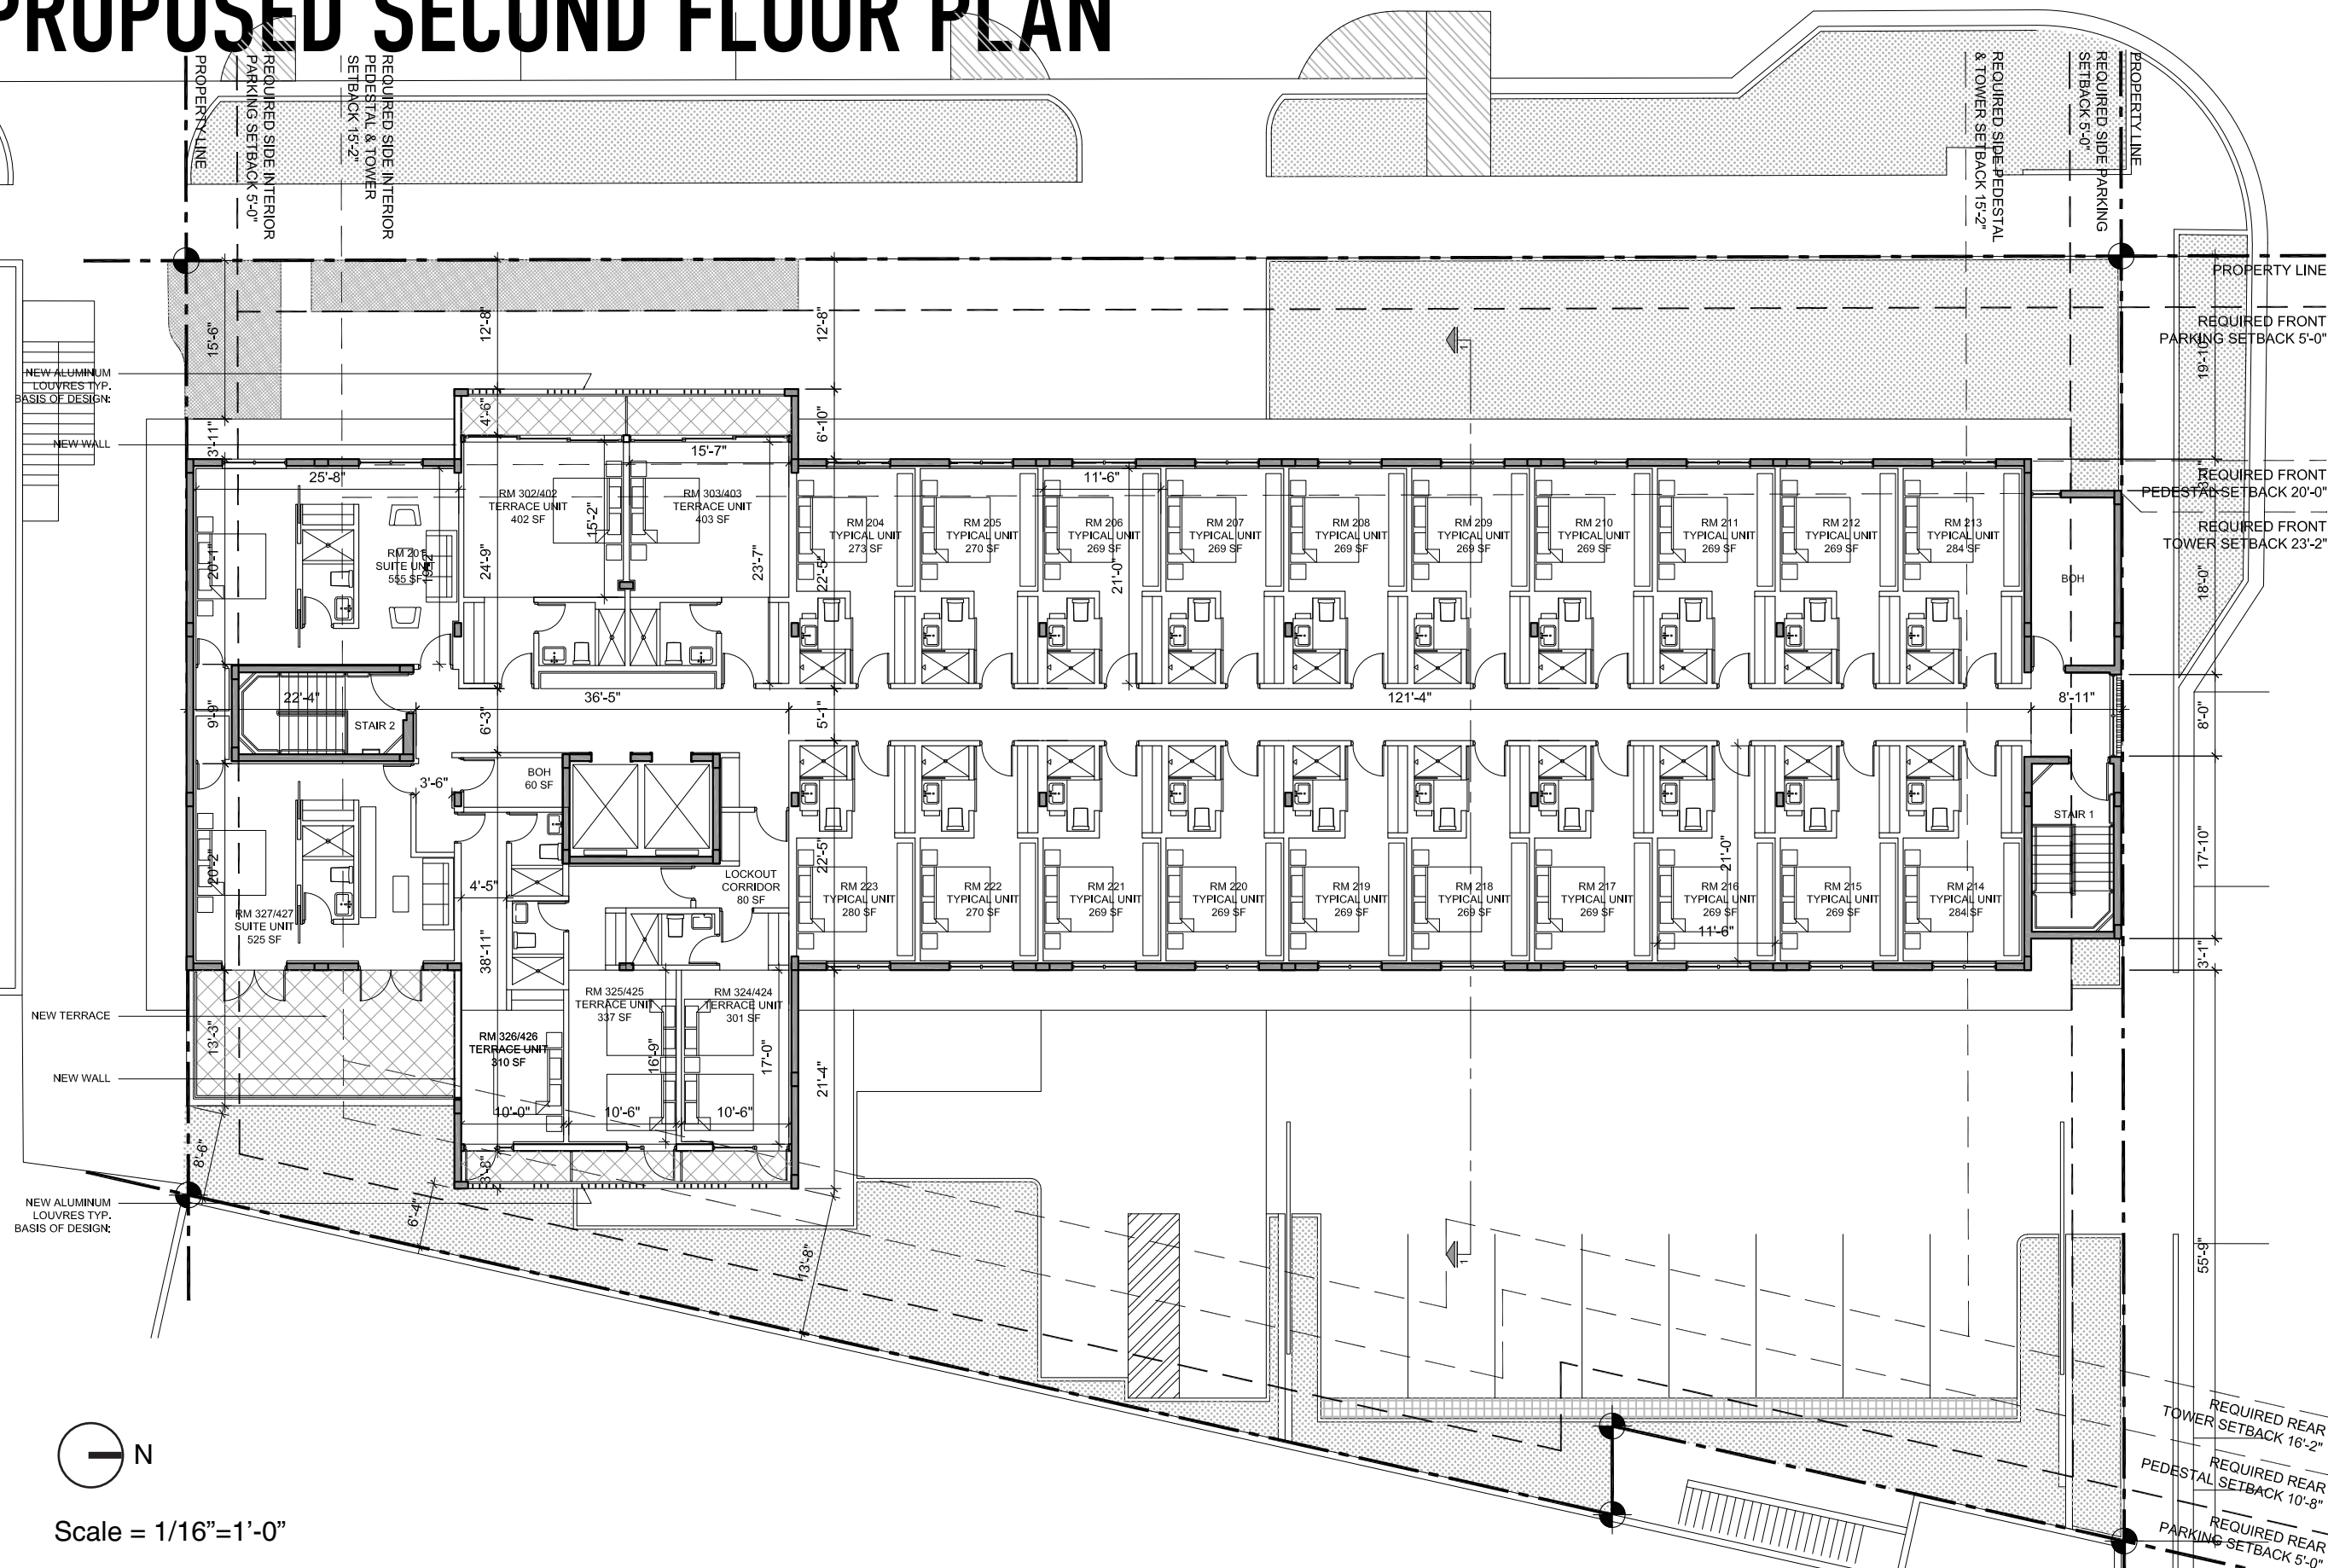 PROPOSED SECOND FLOOR PLAN
PROPERTY LINE
REQUIRED SIDE INTERIOR
PARKING SETBACK 5'-0"
REQUIRED SIDE INTERIOR
PEDESTAL & TOWER
SETBACK 15'-2"
REQUIRED SIDE PEDESTAL
& TOWER SETBACK 15'-2"
REQUIRED SIDE PARKING
SETBACK 5'-0"
PROPERTY LINE
PROPERTY LINE
REQUIRED FRONT
PARKING SETBACK 5'-0"
19'-10"
REQUIRED FRONT
PEDESTAL SETBACK 20'-0"
REQUIRED FRONT
TOWER SETBACK 23'-2"
15'-6"
12'-8"
12'-8"
NEW ALUMINUM
LOUVRES TYP.
BASIS OF DESIGN:
NEW WALL
3'-11"
4'-6"
6'-10"
25'-8"
15'-7"
11'-6"
RM 302/402
TERRACE UNIT
402 SF
RM 303/403
TERRACE UNIT
403 SF
15'-2"
24'-9"
23'-7"
20'-1"
RM 201
SUITE UNIT
555 SF
22'-5"
21'-0"
RM 204
TYPICAL UNIT
273 SF
RM 205
TYPICAL UNIT
270 SF
RM 206
TYPICAL UNIT
269 SF
RM 207
TYPICAL UNIT
269 SF
RM 208
TYPICAL UNIT
269 SF
RM 209
TYPICAL UNIT
269 SF
RM 210
TYPICAL UNIT
269 SF
RM 211
TYPICAL UNIT
269 SF
RM 212
TYPICAL UNIT
269 SF
RM 213
TYPICAL UNIT
284 SF
BOH
18'-0"
22'-4"
36'-5"
121'-4"
8'-11"
9'-9"
STAIR 2
6'-3"
5'-1"
8'-0"
3'-6"
BOH
60 SF
STAIR 1
17'-10"
20'-2"
4'-5"
LOCKOUT
CORRIDOR
80 SF
22'-5"
21'-0"
RM 223
TYPICAL UNIT
280 SF
RM 222
TYPICAL UNIT
270 SF
RM 221
TYPICAL UNIT
269 SF
RM 220
TYPICAL UNIT
269 SF
RM 219
TYPICAL UNIT
269 SF
RM 218
TYPICAL UNIT
269 SF
RM 217
TYPICAL UNIT
269 SF
RM 216
TYPICAL UNIT
269 SF
RM 215
TYPICAL UNIT
269 SF
RM 214
TYPICAL UNIT
284 SF
11'-6"
3'-1"
RM 327/427
SUITE UNIT
525 SF
38'-11"
RM 325/425
TERRACE UNIT
337 SF
RM 324/424
TERRACE UNIT
301 SF
RM 326/426
TERRACE UNIT
310 SF
NEW TERRACE
13'-3"
16'-9"
17'-0"
21'-4"
NEW WALL
10'-0"
10'-6"
10'-6"
8'-6"
3'-8"
NEW ALUMINUM
LOUVRES TYP.
BASIS OF DESIGN:
6'-4"
13'-8"
1
1
55'-9"
REQUIRED REAR
TOWER SETBACK 16'-2"
REQUIRED REAR
PEDESTAL SETBACK 10'-8"
REQUIRED REAR
PARKING SETBACK 5'-0"
N
Scale = 1/16”=1’-0”